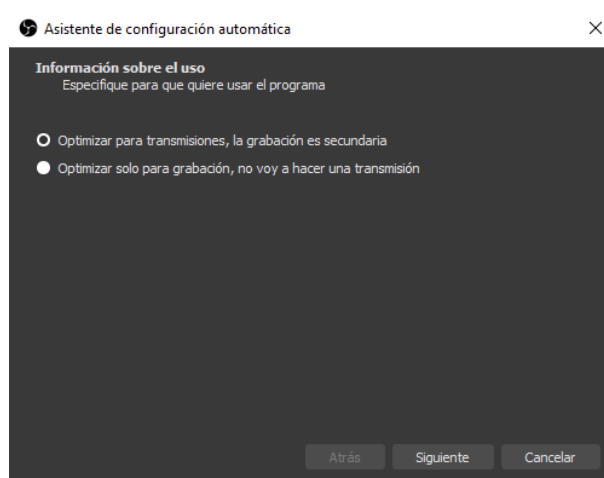 Asistente de configuración automática
Información sobre el uso
Especifique para que quiere usar el programa
Optimizar para transmisiones, la grabación es secundaria
Optimizar solo para grabación, no voy a hacer una transmisión
Atrás Siguiente Cancelar